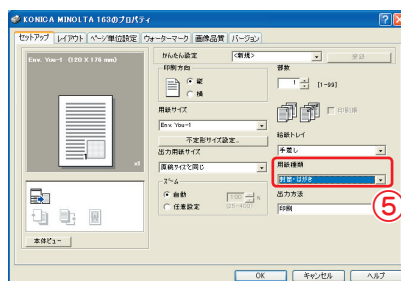 KONICA MINOLTA 163のプロパティ
セットアップ レイアウト ページ単位設定 ウォーターマーク 画像品質 バージョン
Env. You-1 (120 X 176 mm)
x1
本体ビュー
かんたん設定
<新規>
登録
印刷方向
縦
横
用紙サイズ
Env. You-1
不定形サイズ設定...
出力用紙サイズ
原稿サイズと同じ
ズーム
自動
任意設定
100 %
[25-400]
部数
1 [1-99]
印刷順
給紙トレイ
手差し
用紙種類
封筒・はがき
⑤
出力方法
印刷
OK キャンセル ヘルプ